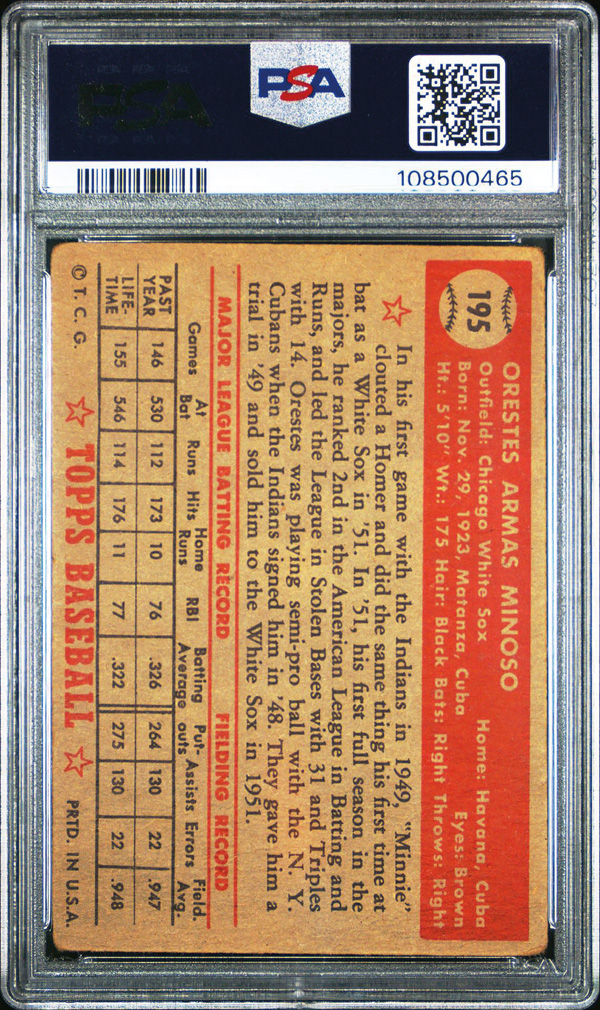 PSA
PSA
108500465
195
ORESTES ARMAS MINOSO
Outfield: Chicago White Sox Home: Havana, Cuba
Born: Nov. 29, 1923, Matanza, Cuba Eyes: Brown
Ht.: 5'10" Wt.: 175 Hair: Black Bats: Right Throws: Right
In his first game with the Indians in 1949, "Minnie"
clouted a Homer and did the same thing his first time at
bat as a White Sox in '51. In '51, his first full season in the
majors, he ranked 2nd in the American League in Batting and
Runs, and led the League in Stolen Bases with 31 and Triples
with 14. Orestes was playing semi-pro ball with the N. Y.
Cubans when the Indians signed him in '48. They gave him a
trial in '49 and sold him to the White Sox in 1951.
MAJOR LEAGUE BATTING RECORD FIELDING RECORD
Games At Bat Runs Hits Home Runs RBI Batting Average Put-outs Assists Errors Field. Avg.
PAST YEAR 146 530 112 173 10 76 .326 264 130 22 .947
LIFE-TIME 155 546 114 176 11 77 .322 275 130 22 .948
© T. C. G. TOPPS BASEBALL PRTD. IN U.S.A.